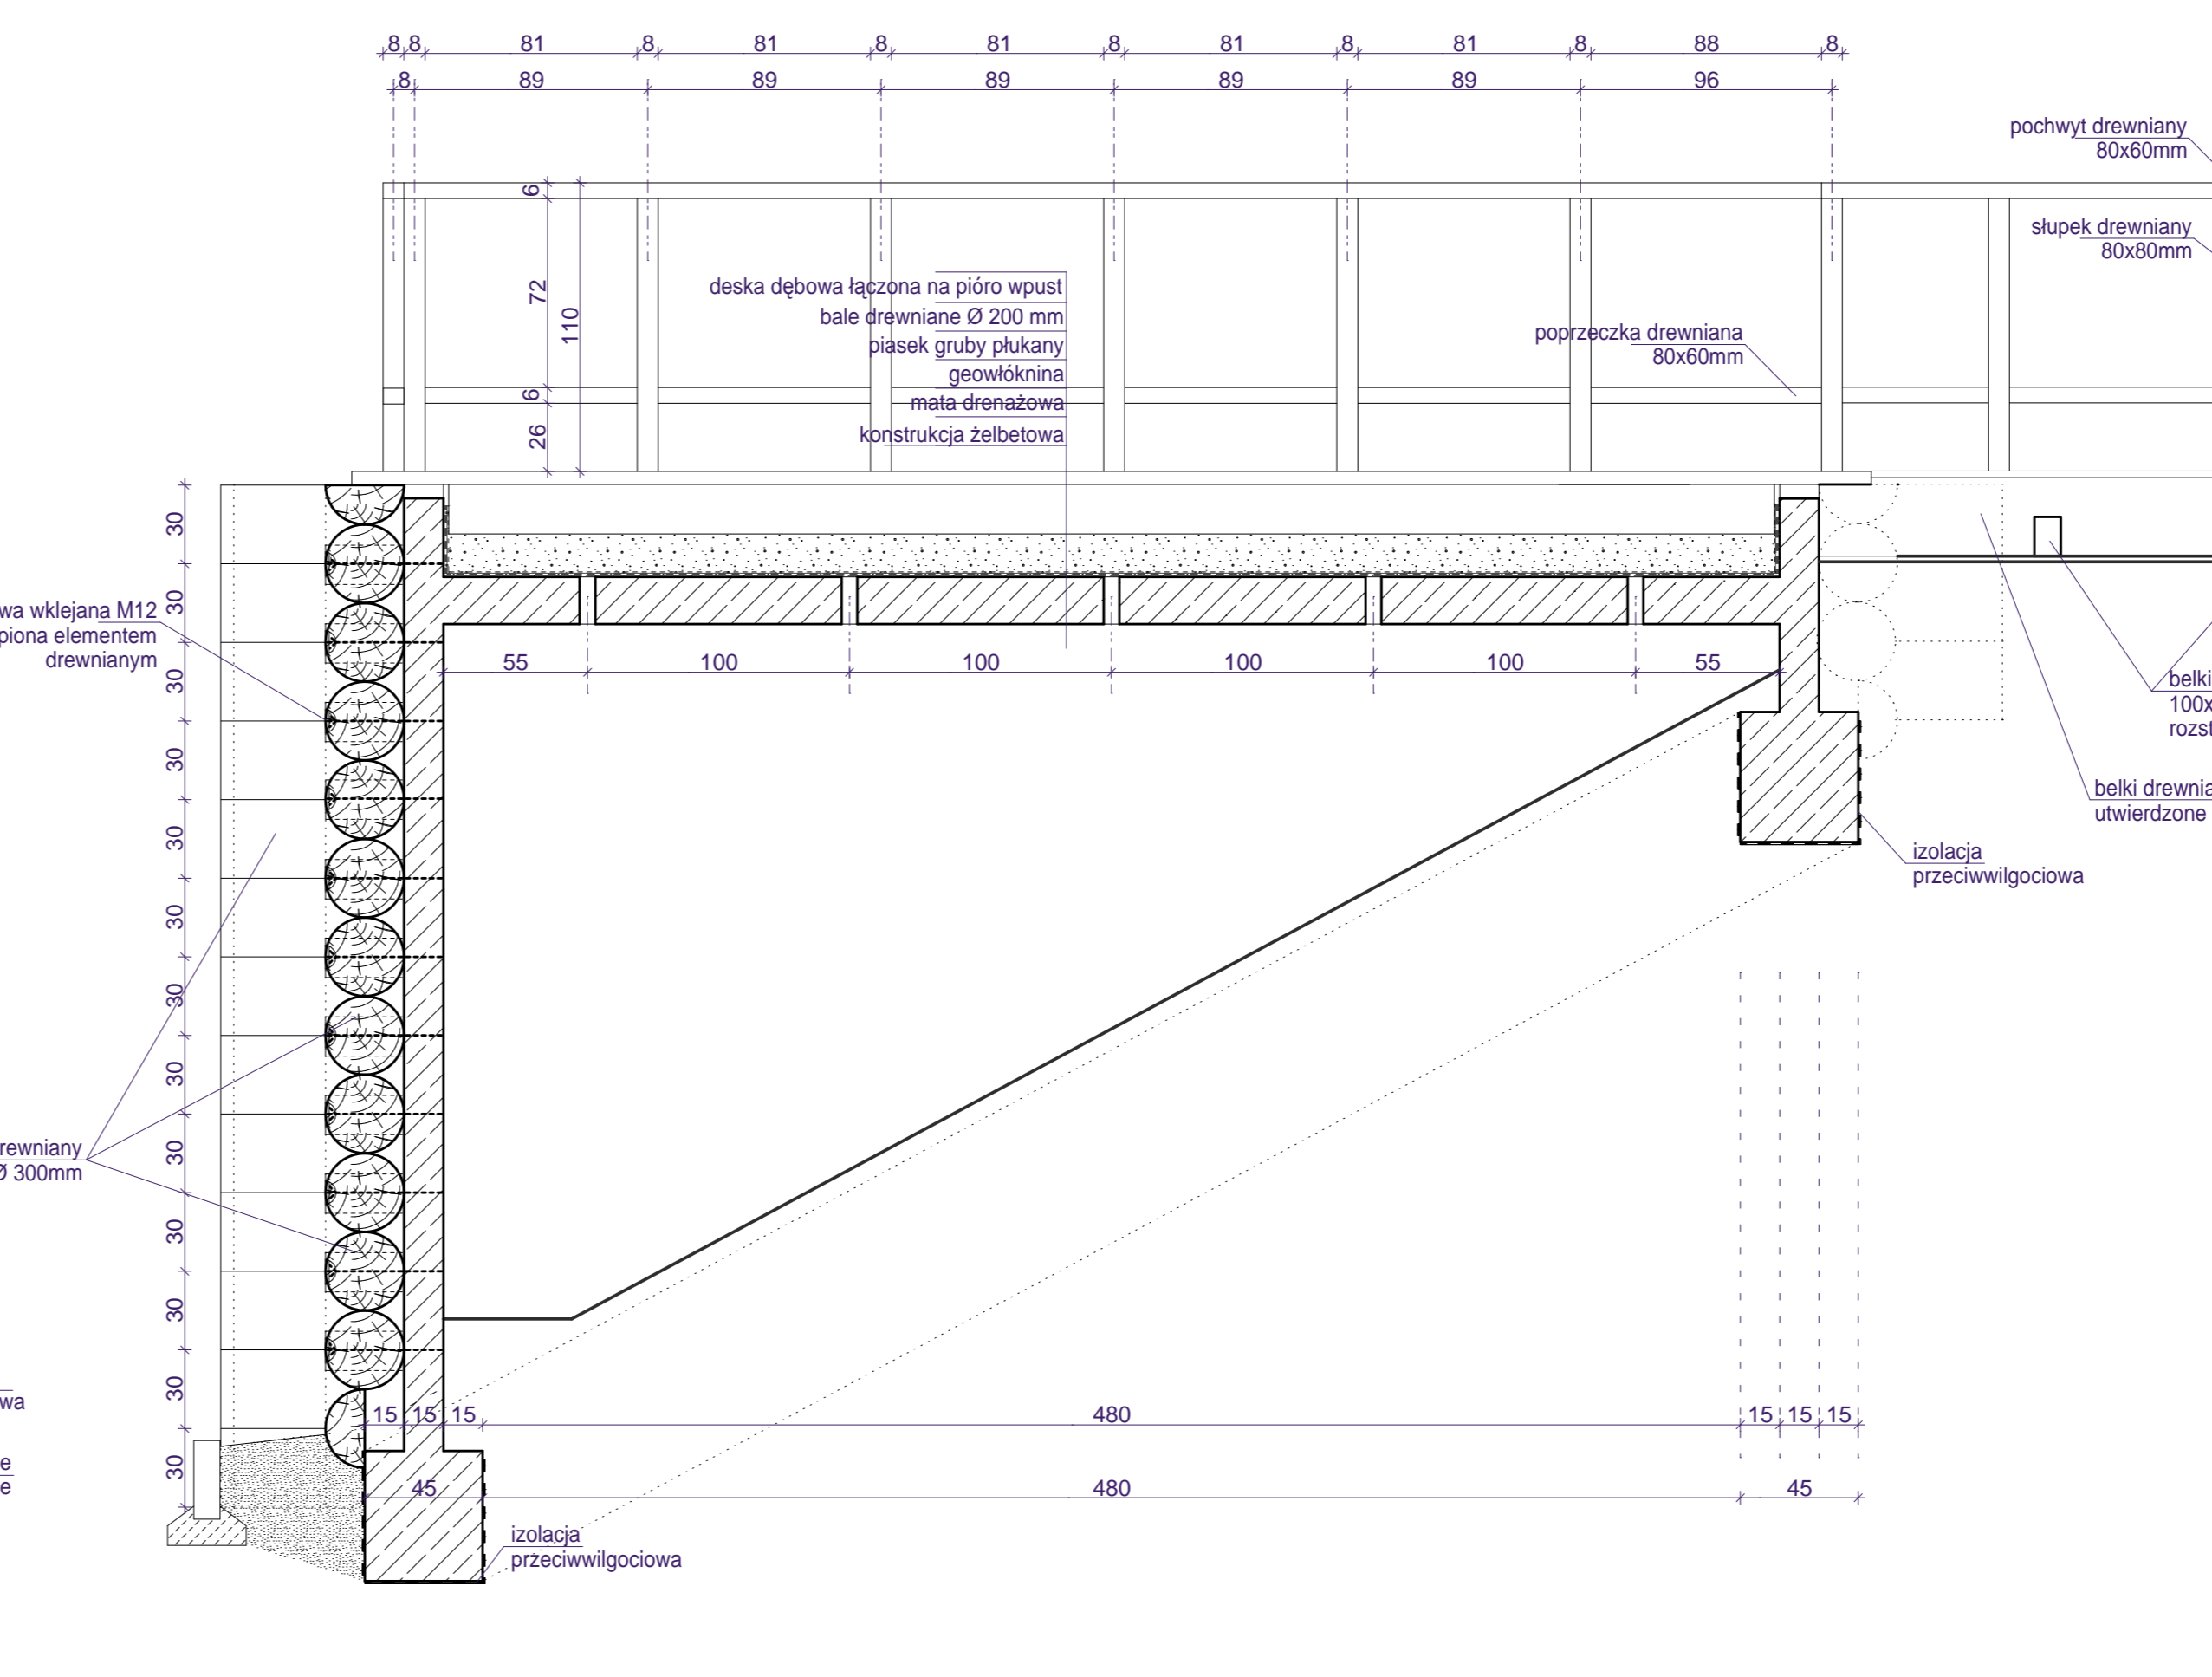 8 8 81 8 81 8 81 8 81 8 81 8 88 8
8 89 89 89 89 89 96
pochwyt drewniany
80x60mm
słupek drewniany
80x80mm
6
72
110
6
26
deska dębowa łączona na pióro wpust
bale drewniane Ø 200 mm
piasek gruby płukany
geowłóknina
mata drenażowa
konstrukcja żelbetowa
poprzeczka drewniana
80x60mm
30
30
30
30
30
30
30
30
30
30
30
30
30
wa wklejana M12
piona elementem
drewnianym
55 100 100 100 100 55
belki
100x
rozst
belki drewnia
utwierdzone
izolacja
przeciwwilgociowa
rewniany
Ø 300mm
wa
e
e
15 15 15 480 15 15 15
45 480 45
izolacja
przeciwwilgociowa